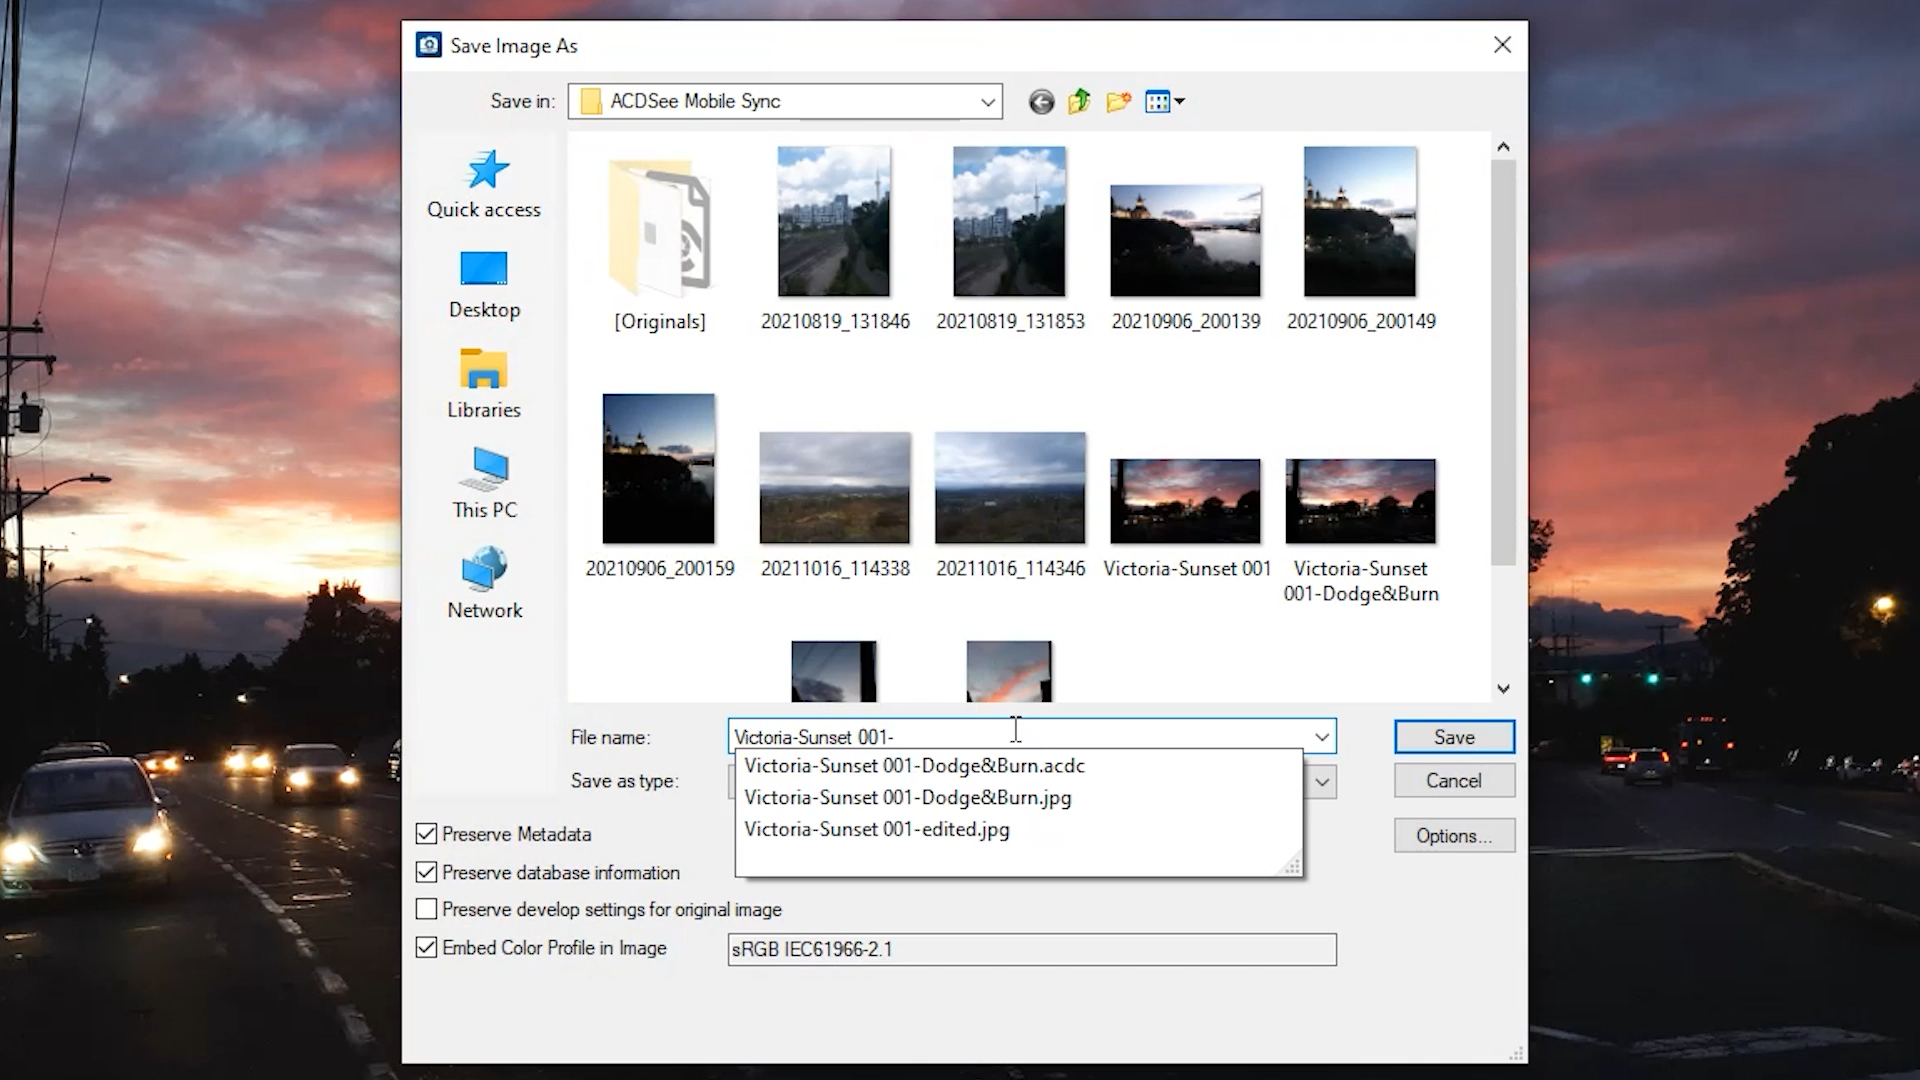 Save Image As
Save in:
ACDSee Mobile Sync
Quick access
Desktop
Libraries
This PC
Network
[Originals]
20210819_131846
20210819_131853
20210906_200139
20210906_200149
20210906_200159
20211016_114338
20211016_114346
Victoria-Sunset 001
Victoria-Sunset
001-Dodge&Burn
File name:
Victoria-Sunset 001-
Save
Save as type:
Victoria-Sunset 001-Dodge&Burn.acdc
Victoria-Sunset 001-Dodge&Burn.jpg
Victoria-Sunset 001-edited.jpg
Cancel
Options...
Preserve Metadata
Preserve database information
Preserve develop settings for original image
Embed Color Profile in Image
sRGB IEC61966-2.1